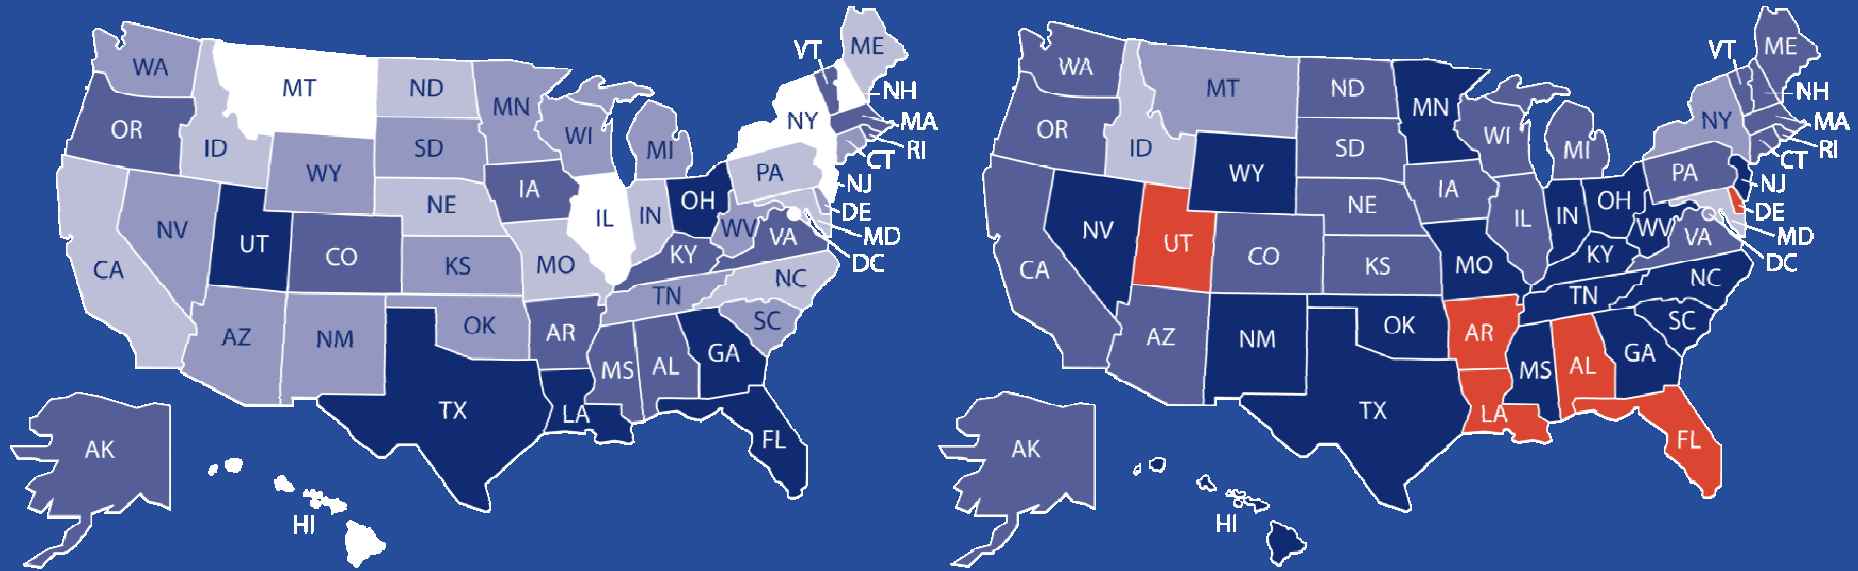 WA
MT
ND
MN
OR
ID
WY
SD
WI
MI
VT
ME
NH
NY
MA
RI
CT
NV
UT
CO
NE
IA
IL
IN
OH
PA
NJ
DE
MD
DC
CA
KS
MO
KY
WV
VA
AZ
NM
OK
AR
TN
NC
SC
TX
LA
MS
AL
GA
FL
AK
HI
WA
MT
ND
MN
OR
ID
WY
SD
WI
MI
VT
ME
NH
NY
MA
RI
CT
NV
UT
CO
NE
IA
IL
IN
OH
PA
NJ
DE
MD
DC
CA
KS
MO
KY
WV
VA
AZ
NM
OK
AR
TN
NC
SC
TX
LA
MS
AL
GA
FL
AK
HI